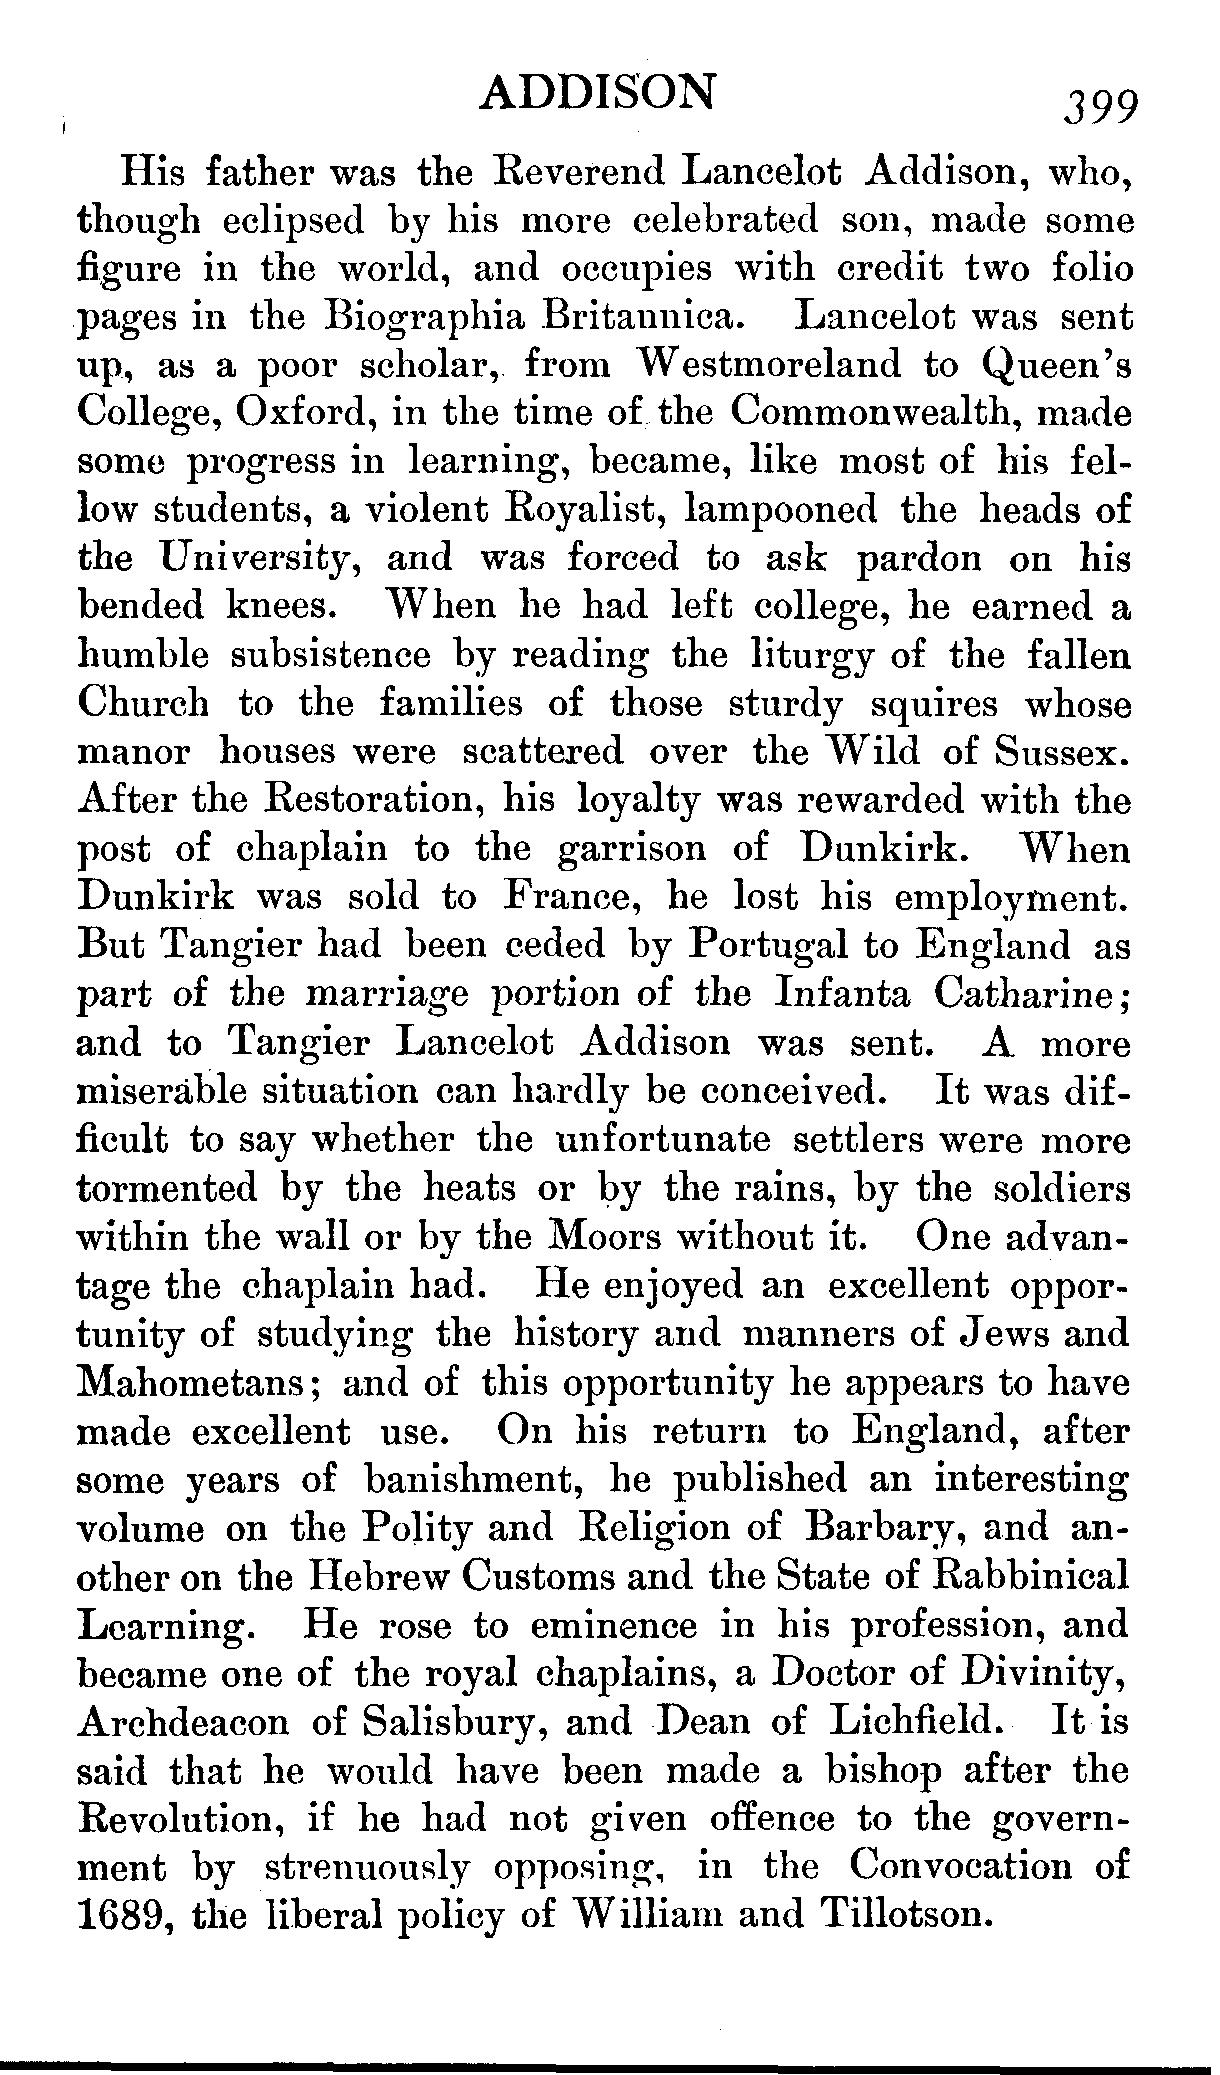 ADDISON 399
His father was the Reverend Lancelot Addison, who,
though eclipsed by his more celebrated son, made some
figure in the world, and occupies with credit two folio
pages in the Biographia Britannica. Lancelot was sent
up, as a poor scholar, from Westmoreland to Queen's
College, Oxford, in the time of the Commonwealth, made
some progress in learning, became, like most of his fel-
low students, a violent Royalist, lampooned the heads of
the University, and was forced to ask pardon on his
bended knees. When he had left college, he earned a
humble subsistence by reading the liturgy of the fallen
Church to the families of those sturdy squires whose
manor houses were scattered over the Wild of Sussex.
After the Restoration, his loyalty was rewarded with the
post of chaplain to the garrison of Dunkirk. When
Dunkirk was sold to France, he lost his employment.
But Tangier had been ceded by Portugal to England as
part of the marriage portion of the Infanta Catharine;
and to Tangier Lancelot Addison was sent. A more
miserable situation can hardly be conceived. It was dif-
ficult to say whether the unfortunate settlers were more
tormented by the heats or by the rains, by the soldiers
within the wall or by the Moors without it. One advan-
tage the chaplain had. He enjoyed an excellent oppor-
tunity of studying the history and manners of Jews and
Mahometans; and of this opportunity he appears to have
made excellent use. On his return to England, after
some years of banishment, he published an interesting
volume on the Polity and Religion of Barbary, and an-
other on the Hebrew Customs and the State of Rabbinical
Learning. He rose to eminence in his profession, and
became one of the royal chaplains, a Doctor of Divinity,
Archdeacon of Salisbury, and Dean of Lichfield. It is
said that he would have been made a bishop after the
Revolution, if he had not given offence to the govern-
ment by strenuously opposing, in the Convocation of
1689, the liberal policy of William and Tillotson.